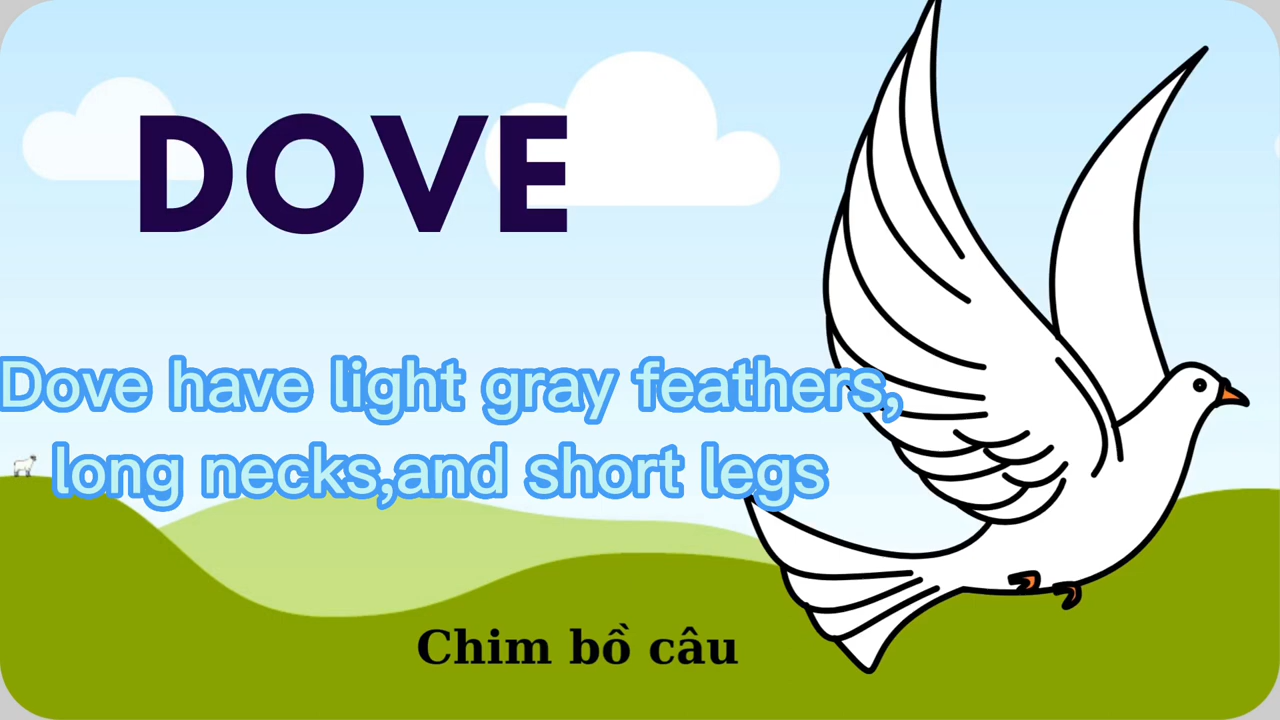 DOVE
Dove have light gray feathers,
long necks,and short legs
Chim bồ câu